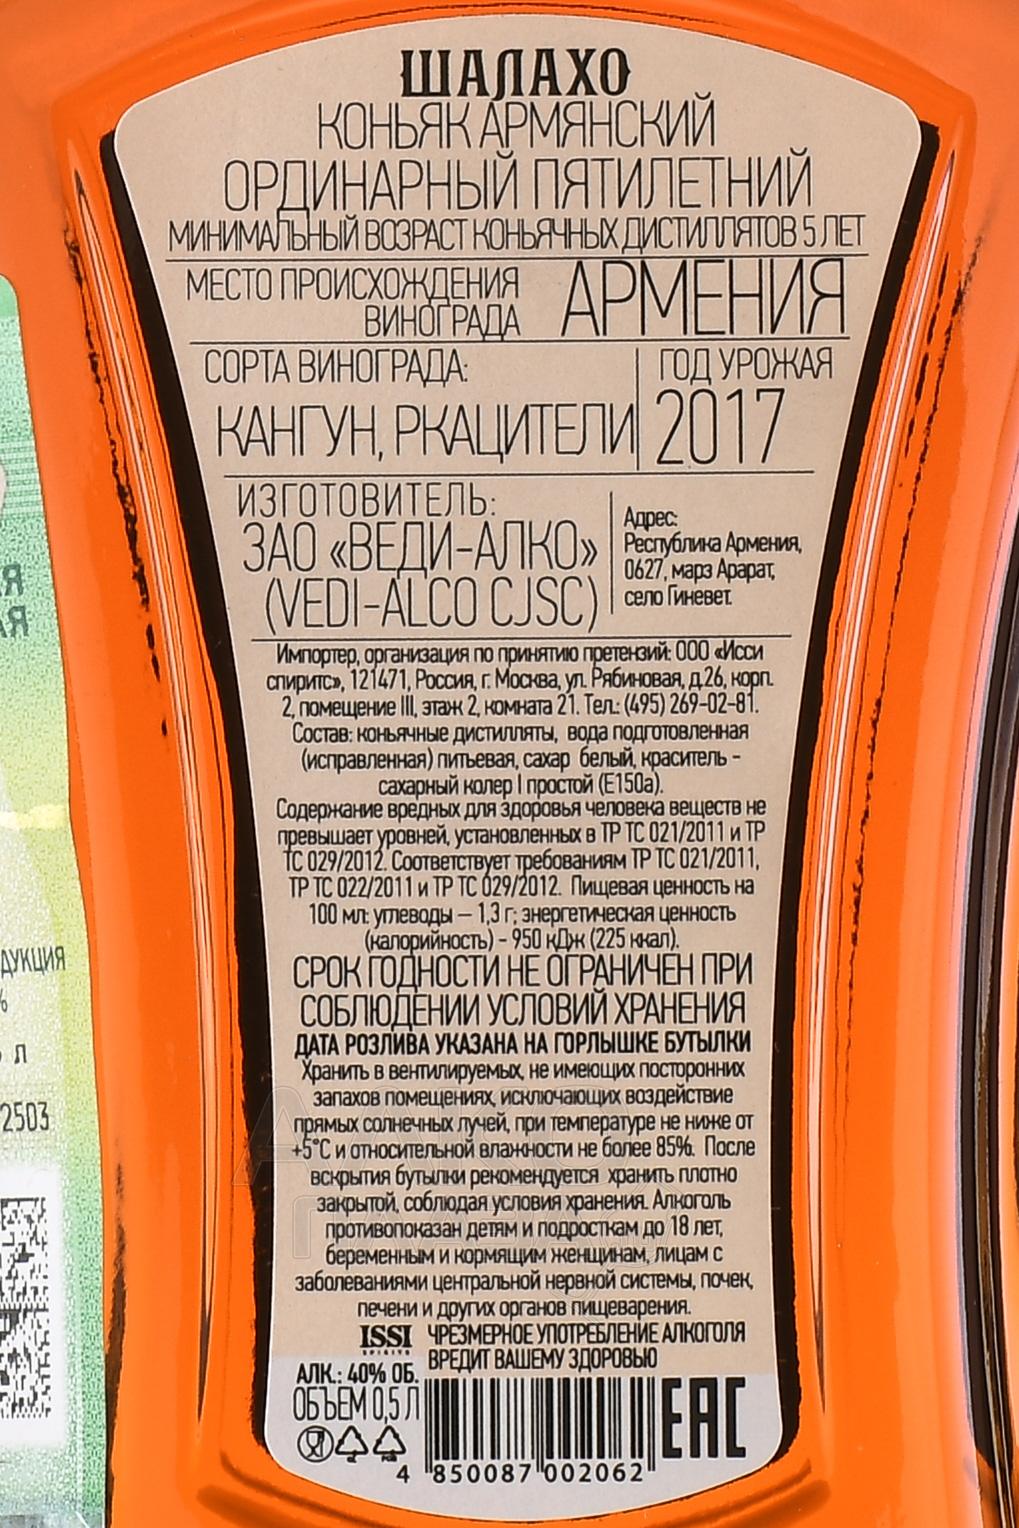 ШАЛАХО
КОНЬЯК АРМЯНСКИЙ
ОРДИНАРНЫЙ ПЯТИЛЕТНИЙ
МИНИМАЛЬНЫЙ ВОЗРАСТ КОНЬЯЧНЫХ ДИСТИЛЛЯТОВ 5 ЛЕТ
МЕСТО ПРОИСХОЖДЕНИЯ
ВИНОГРАДА
АРМЕНИЯ
СОРТА ВИНОГРАДА:
КАНГУН, РКАЦИТЕЛИ
ГОД УРОЖАЯ
2017
ИЗГОТОВИТЕЛЬ:
ЗАО «ВЕДИ-АЛКО»
(VEDI-ALCO CJSC)
Адрес:
Республика Армения,
0627, марз Арарат,
село Гиневет.
Импортер, организация по принятию претензий: ООО «Исси
спиритс», 121471, Россия, г. Москва, ул. Рябиновая, д.26, корп.
2, помещение III, этаж 2, комната 21. Тел.: (495) 269-02-81.
Состав: коньячные дистилляты, вода подготовленная
(исправленная) питьевая, сахар белый, краситель -
сахарный колер I простой (Е150а).
Содержание вредных для здоровья человека веществ не
превышает уровней, установленных в ТР ТС 021/2011 и ТР
ТС 029/2012. Соответствует требованиям ТР ТС 021/2011,
ТР ТС 022/2011 и ТР ТС 029/2012. Пищевая ценность на
100 мл: углеводы – 1,3 г; энергетическая ценность
(калорийность) - 950 кДж (225 ккал).
СРОК ГОДНОСТИ НЕ ОГРАНИЧЕН ПРИ
СОБЛЮДЕНИИ УСЛОВИЙ ХРАНЕНИЯ
ДАТА РОЗЛИВА УКАЗАНА НА ГОРЛЫШКЕ БУТЫЛКИ
Хранить в вентилируемых, не имеющих посторонних
запахов помещениях, исключающих воздействие
прямых солнечных лучей, при температуре не ниже от
+5°С и относительной влажности не более 85%. После
вскрытия бутылки рекомендуется хранить плотно
закрытой, соблюдая условия хранения. Алкоголь
противопоказан детям и подросткам до 18 лет,
беременным и кормящим женщинам, лицам с
заболеваниями центральной нервной системы, почек,
печени и других органов пищеварения.
ISSI
SPIRITS
ЧРЕЗМЕРНОЕ УПОТРЕБЛЕНИЕ АЛКОГОЛЯ
ВРЕДИТ ВАШЕМУ ЗДОРОВЬЮ
АЛК.: 40% ОБ.
ОБЪЕМ 0,5 Л
EAC
4 850087 002062
ДУКЦИЯ
%
л
2503